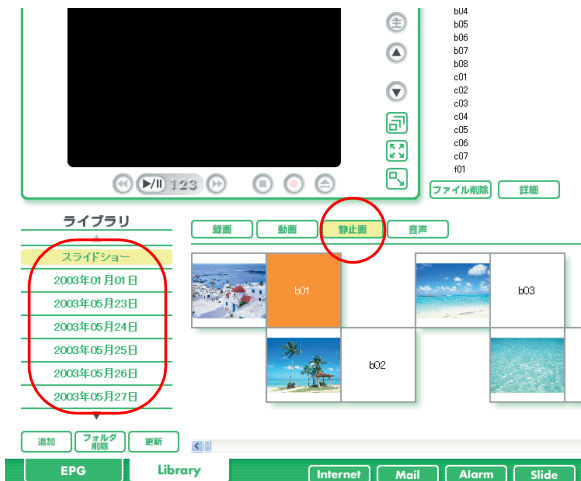 b04
b05
b06
b07
b08
c01
c02
c03
c04
c05
c06
c07
f01
主
123
ファイル削除 詳細
ライブラリ
録画 動画 静止画 音声
スライドショー
2003年01月01日
2003年05月23日
2003年05月24日
2003年05月25日
2003年05月26日
2003年05月27日
b01
b03
b02
追加 フォルダ削除 更新
EPG Library Internet Mail Alarm Slide